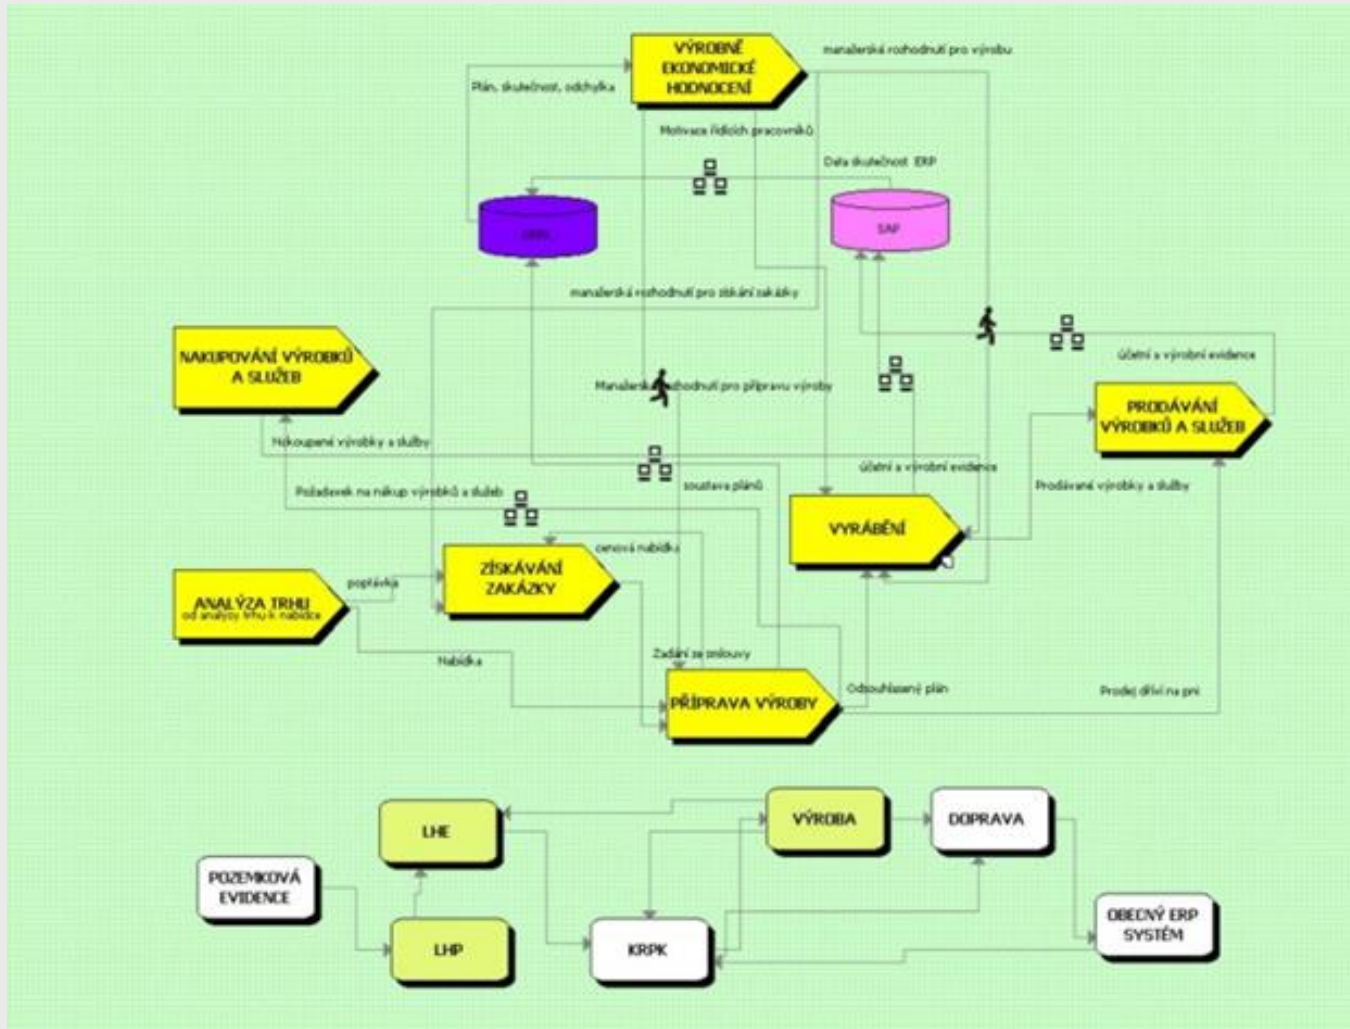 VÝROBNĚ
EKONOMICKÉ
HODNOCENÍ
manažerská rozhodnutí pro výrobu
Plán, skutečnost, odchylka
Motivace řídících pracovníků
Data skutečnost ERP
SAP
manažerská rozhodnutí pro získání zakázky
NAKUPOVÁNÍ VÝROBKŮ
A SLUŽEB
účetní a výrobní evidence
Manažerská rozhodnutí pro přípravu výroby
PRODÁVÁNÍ
VÝROBKŮ A SLUŽEB
Nakoupené výrobky a služby
účetní a výrobní evidence
Požadavek na nákup výrobků a služeb
soustava plánů
Prodávané výrobky a služby
VYRÁBĚNÍ
cenová nabídka
ZÍSKÁVÁNÍ
ZAKÁZKY
poptávka
ANALÝZA TRHU
od analýsy trhu k nabídce
Nabídka
Zadání se smlouvy
Odsouhlasený plán
Prodej dříví na pni
PŘÍPRAVA VÝROBY
LHE
VÝROBA
DOPRAVA
POZEMKOVÁ
EVIDENCE
LHP
KRPK
OBECNÝ ERP
SYSTÉM